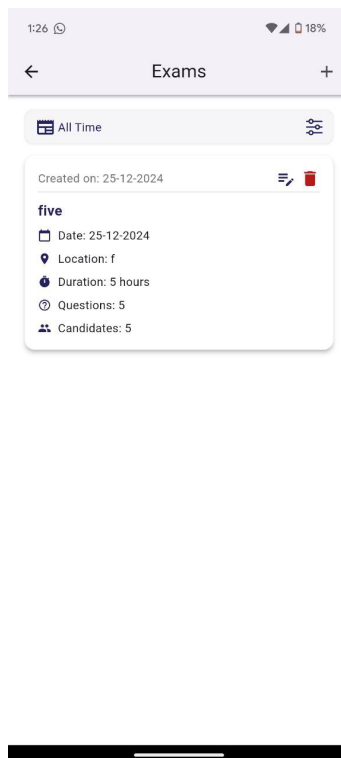 1:26 18%
Exams
All Time
Created on: 25-12-2024
five
Date: 25-12-2024
Location: f
Duration: 5 hours
Questions: 5
Candidates: 5